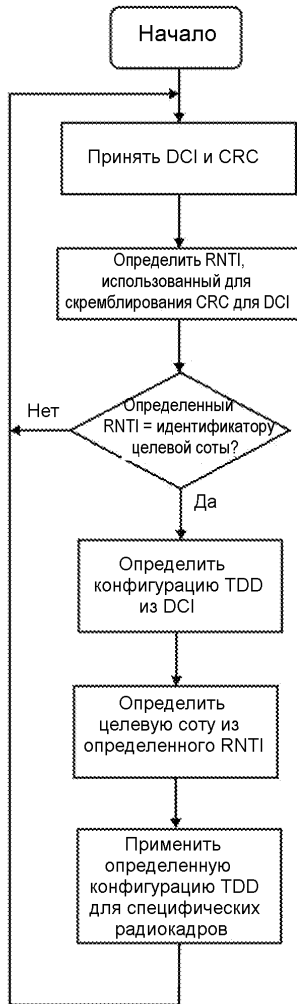 Начало
Принять DCI и CRC
Определить RNTI,
использованный для
скремблирования CRC для DCI
Нет
Определенный
RNTI = идентификатору
целевой соты?
Да
Определить
конфигурацию TDD
из DCI
Определить
целевую соту из
определенного RNTI
Применить
определенную
конфигурацию TDD
для специфических
радиокадров